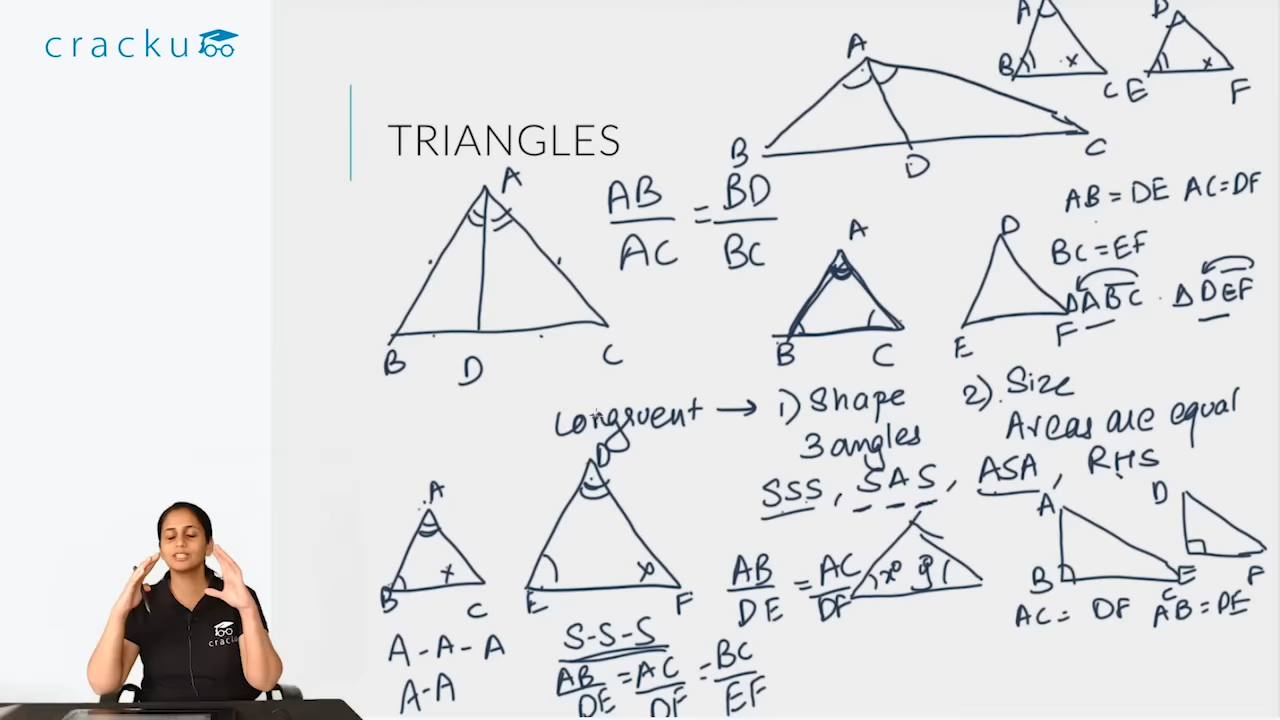 cracku
TRIANGLES
A
B D C
AB/AC = BD/BC
A
B D C
A
B C
D
E F
A
B C
D
E F
AB = DE AC = DF
BC = EF
ΔABC . ΔDEF
Congruent → 1) Shape
3 angles
2) Size
Areas are equal
SSS, SAS, ASA, RHS
A
B x C
D
E x F
A-A-A
A-A
S-S-S
AB/DE = AC/DF = BC/EF
AB/DE = AC/DF
x°
A
B C
D
E F
AC = DF AB = DE
cracku